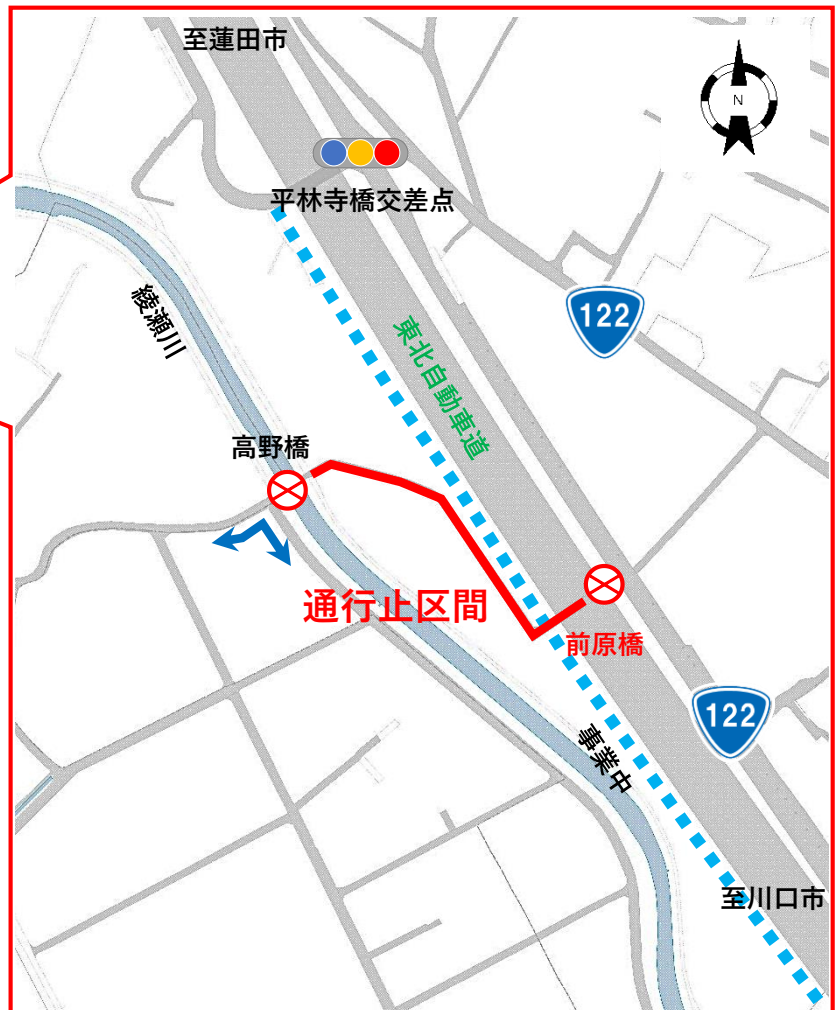 至蓮田市
N
平林寺橋交差点
綾瀬川
122
東北自動車道
高野橋
通行止区間
前原橋
122
事業中
至川口市